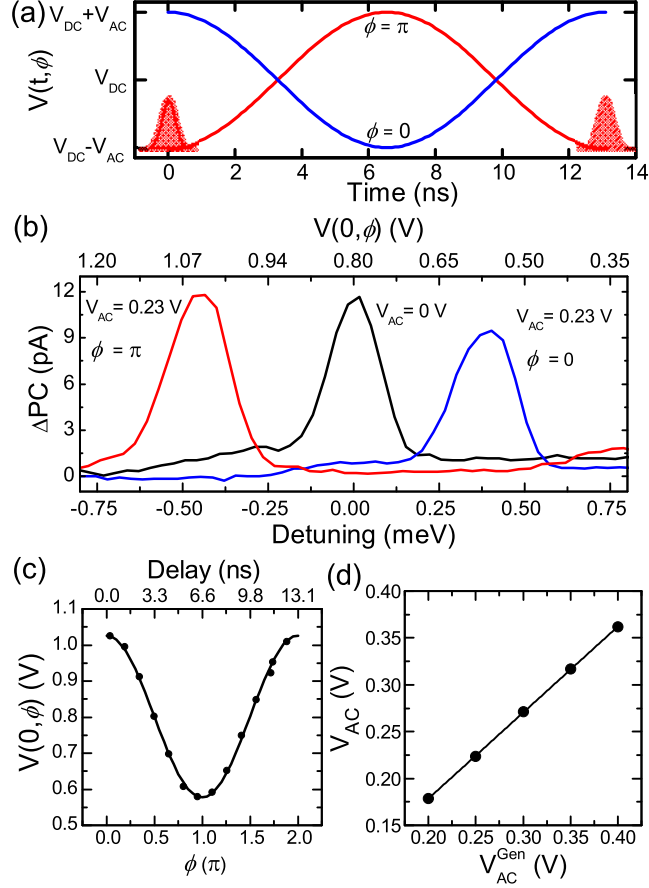 (a)
V_DC+V_AC
V_DC
V_DC-V_AC
V(t,ϕ)
ϕ = π
ϕ = 0
0 2 4 6 8 10 12 14
Time (ns)
(b)
V(0,ϕ) (V)
1.20 1.07 0.94 0.80 0.65 0.50 0.35
12
9
6
3
0
ΔPC (pA)
V_AC= 0.23 V
ϕ = π
V_AC= 0 V
V_AC= 0.23 V
ϕ = 0
-0.75 -0.50 -0.25 0.00 0.25 0.50 0.75
Detuning (meV)
(c)
Delay (ns)
0.0 3.3 6.6 9.8 13.1
1.1
1.0
0.9
0.8
0.7
0.6
0.5
V(0,ϕ) (V)
0.0 0.5 1.0 1.5 2.0
ϕ (π)
(d)
0.40
0.35
0.30
0.25
0.20
0.15
V_AC (V)
0.20 0.25 0.30 0.35 0.40
V_AC^Gen (V)